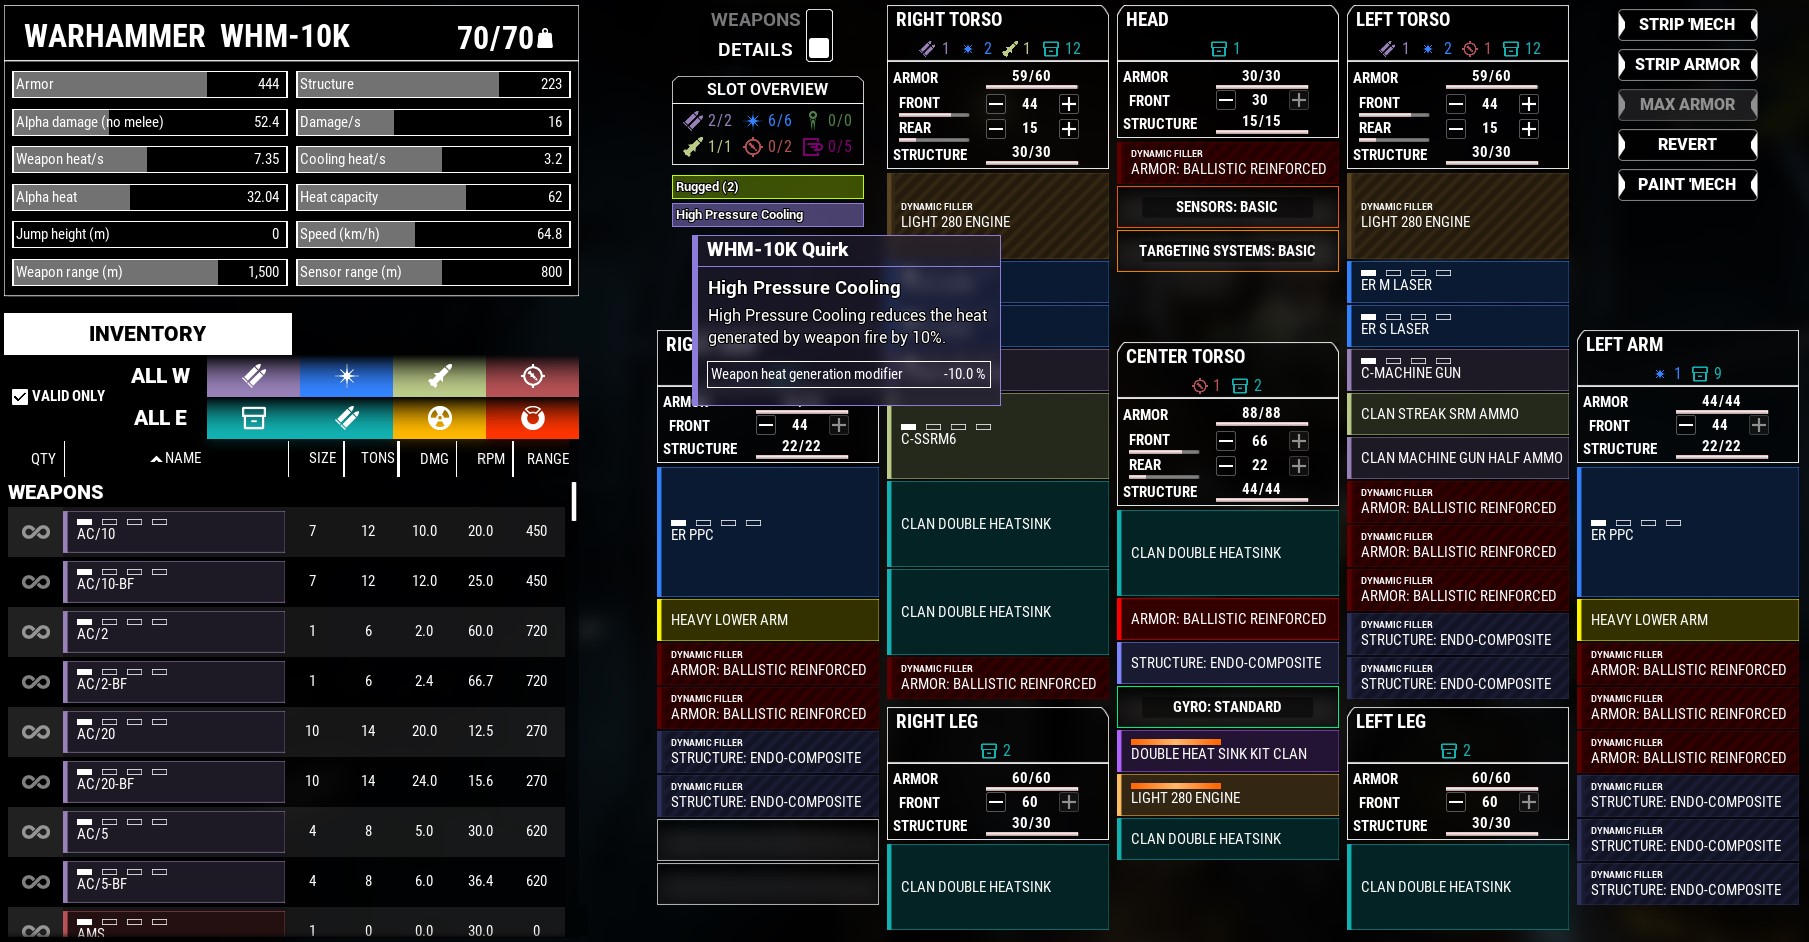 WARHAMMER WHM-10K
70/70
Armor 444
Structure 223
Alpha damage (no melee) 52.4
Damage/s 16
Weapon heat/s 7.35
Cooling heat/s 3.2
Alpha heat 32.04
Heat capacity 62
Jump height (m) 0
Speed (km/h) 64.8
Weapon range (m) 1,500
Sensor range (m) 800
INVENTORY
VALID ONLY
ALL W
ALL E
QTY NAME SIZE TONS DMG RPM RANGE
WEAPONS
AC/10 7 12 10.0 20.0 450
AC/10-BF 7 12 12.0 25.0 450
AC/2 1 6 2.0 60.0 720
AC/2-BF 1 6 2.4 66.7 720
AC/20 10 14 20.0 12.5 270
AC/20-BF 10 14 24.0 15.6 270
AC/5 4 8 5.0 30.0 620
AC/5-BF 4 8 6.0 36.4 620
AMS 1 0 0.0 30.0 0
WEAPONS
DETAILS
SLOT OVERVIEW
2/2 6/6 0/0
1/1 0/2 0/5
Rugged (2)
High Pressure Cooling
WHM-10K Quirk
High Pressure Cooling
High Pressure Cooling reduces the heat
generated by weapon fire by 10%.
Weapon heat generation modifier -10.0 %
ARM
FRONT 44
STRUCTURE 22/22
ER PPC
HEAVY LOWER ARM
DYNAMIC FILLER
ARMOR: BALLISTIC REINFORCED
DYNAMIC FILLER
ARMOR: BALLISTIC REINFORCED
DYNAMIC FILLER
STRUCTURE: ENDO-COMPOSITE
DYNAMIC FILLER
STRUCTURE: ENDO-COMPOSITE
RIGHT TORSO
1 2 1 12
ARMOR 59/60
FRONT 44
REAR 15
STRUCTURE 30/30
DYNAMIC FILLER
LIGHT 280 ENGINE
C-SSRM6
CLAN DOUBLE HEATSINK
CLAN DOUBLE HEATSINK
DYNAMIC FILLER
ARMOR: BALLISTIC REINFORCED
RIGHT LEG
2
ARMOR 60/60
FRONT 60
STRUCTURE 30/30
CLAN DOUBLE HEATSINK
HEAD
1
ARMOR 30/30
FRONT 30
STRUCTURE 15/15
DYNAMIC FILLER
ARMOR: BALLISTIC REINFORCED
SENSORS: BASIC
TARGETING SYSTEMS: BASIC
CENTER TORSO
1 2
ARMOR 88/88
FRONT 66
REAR 22
STRUCTURE 44/44
CLAN DOUBLE HEATSINK
ARMOR: BALLISTIC REINFORCED
STRUCTURE: ENDO-COMPOSITE
GYRO: STANDARD
DOUBLE HEAT SINK KIT CLAN
LIGHT 280 ENGINE
CLAN DOUBLE HEATSINK
LEFT TORSO
1 2 1 12
ARMOR 59/60
FRONT 44
REAR 15
STRUCTURE 30/30
DYNAMIC FILLER
LIGHT 280 ENGINE
ER M LASER
ER S LASER
C-MACHINE GUN
CLAN STREAK SRM AMMO
CLAN MACHINE GUN HALF AMMO
DYNAMIC FILLER
ARMOR: BALLISTIC REINFORCED
DYNAMIC FILLER
ARMOR: BALLISTIC REINFORCED
DYNAMIC FILLER
ARMOR: BALLISTIC REINFORCED
DYNAMIC FILLER
STRUCTURE: ENDO-COMPOSITE
DYNAMIC FILLER
STRUCTURE: ENDO-COMPOSITE
LEFT LEG
2
ARMOR 60/60
FRONT 60
STRUCTURE 30/30
CLAN DOUBLE HEATSINK
STRIP 'MECH
STRIP ARMOR
MAX ARMOR
REVERT
PAINT 'MECH
LEFT ARM
1 9
ARMOR 44/44
FRONT 44
STRUCTURE 22/22
ER PPC
HEAVY LOWER ARM
DYNAMIC FILLER
ARMOR: BALLISTIC REINFORCED
DYNAMIC FILLER
ARMOR: BALLISTIC REINFORCED
DYNAMIC FILLER
ARMOR: BALLISTIC REINFORCED
DYNAMIC FILLER
STRUCTURE: ENDO-COMPOSITE
DYNAMIC FILLER
STRUCTURE: ENDO-COMPOSITE
DYNAMIC FILLER
STRUCTURE: ENDO-COMPOSITE